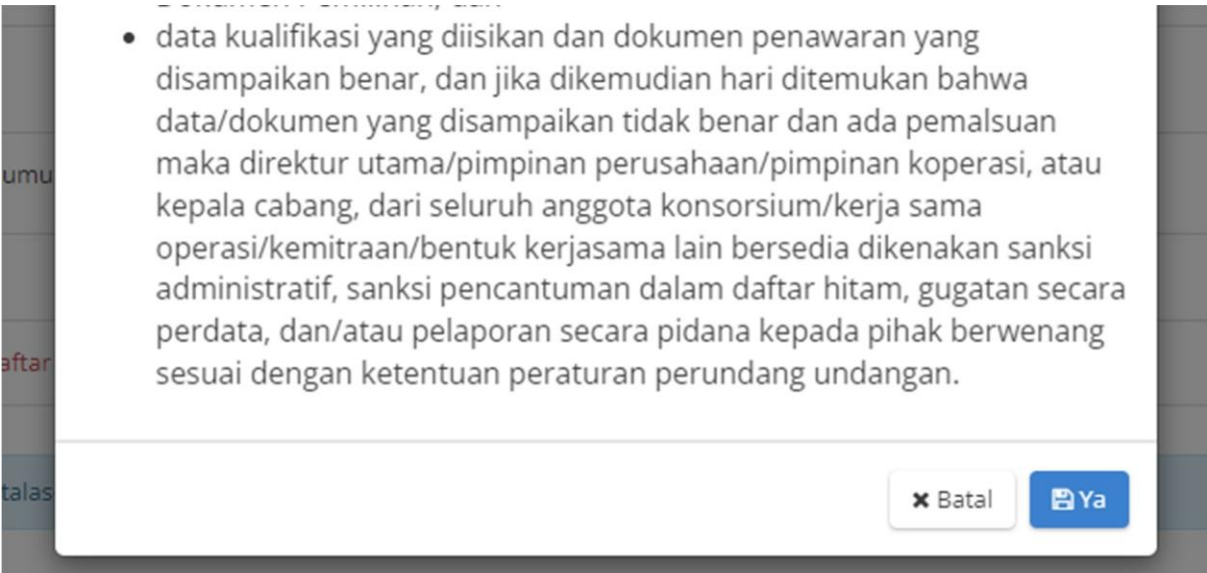 data kualifikasi yang diisikan dan dokumen penawaran yang
disampaikan benar, dan jika dikemudian hari ditemukan bahwa
data/dokumen yang disampaikan tidak benar dan ada pemalsuan
maka direktur utama/pimpinan perusahaan/pimpinan koperasi, atau
umu
kepala cabang, dari seluruh anggota konsorsium/kerja sama
operasi/kemitraan/bentuk kerjasama lain bersedia dikenakan sanksi
administratif, sanksi pencantuman dalam daftar hitam, gugatan secara
perdata, dan/atau pelaporan secara pidana kepada pihak berwenang
aftar
sesuai dengan ketentuan peraturan perundang undangan.
talas
Batal
Ya